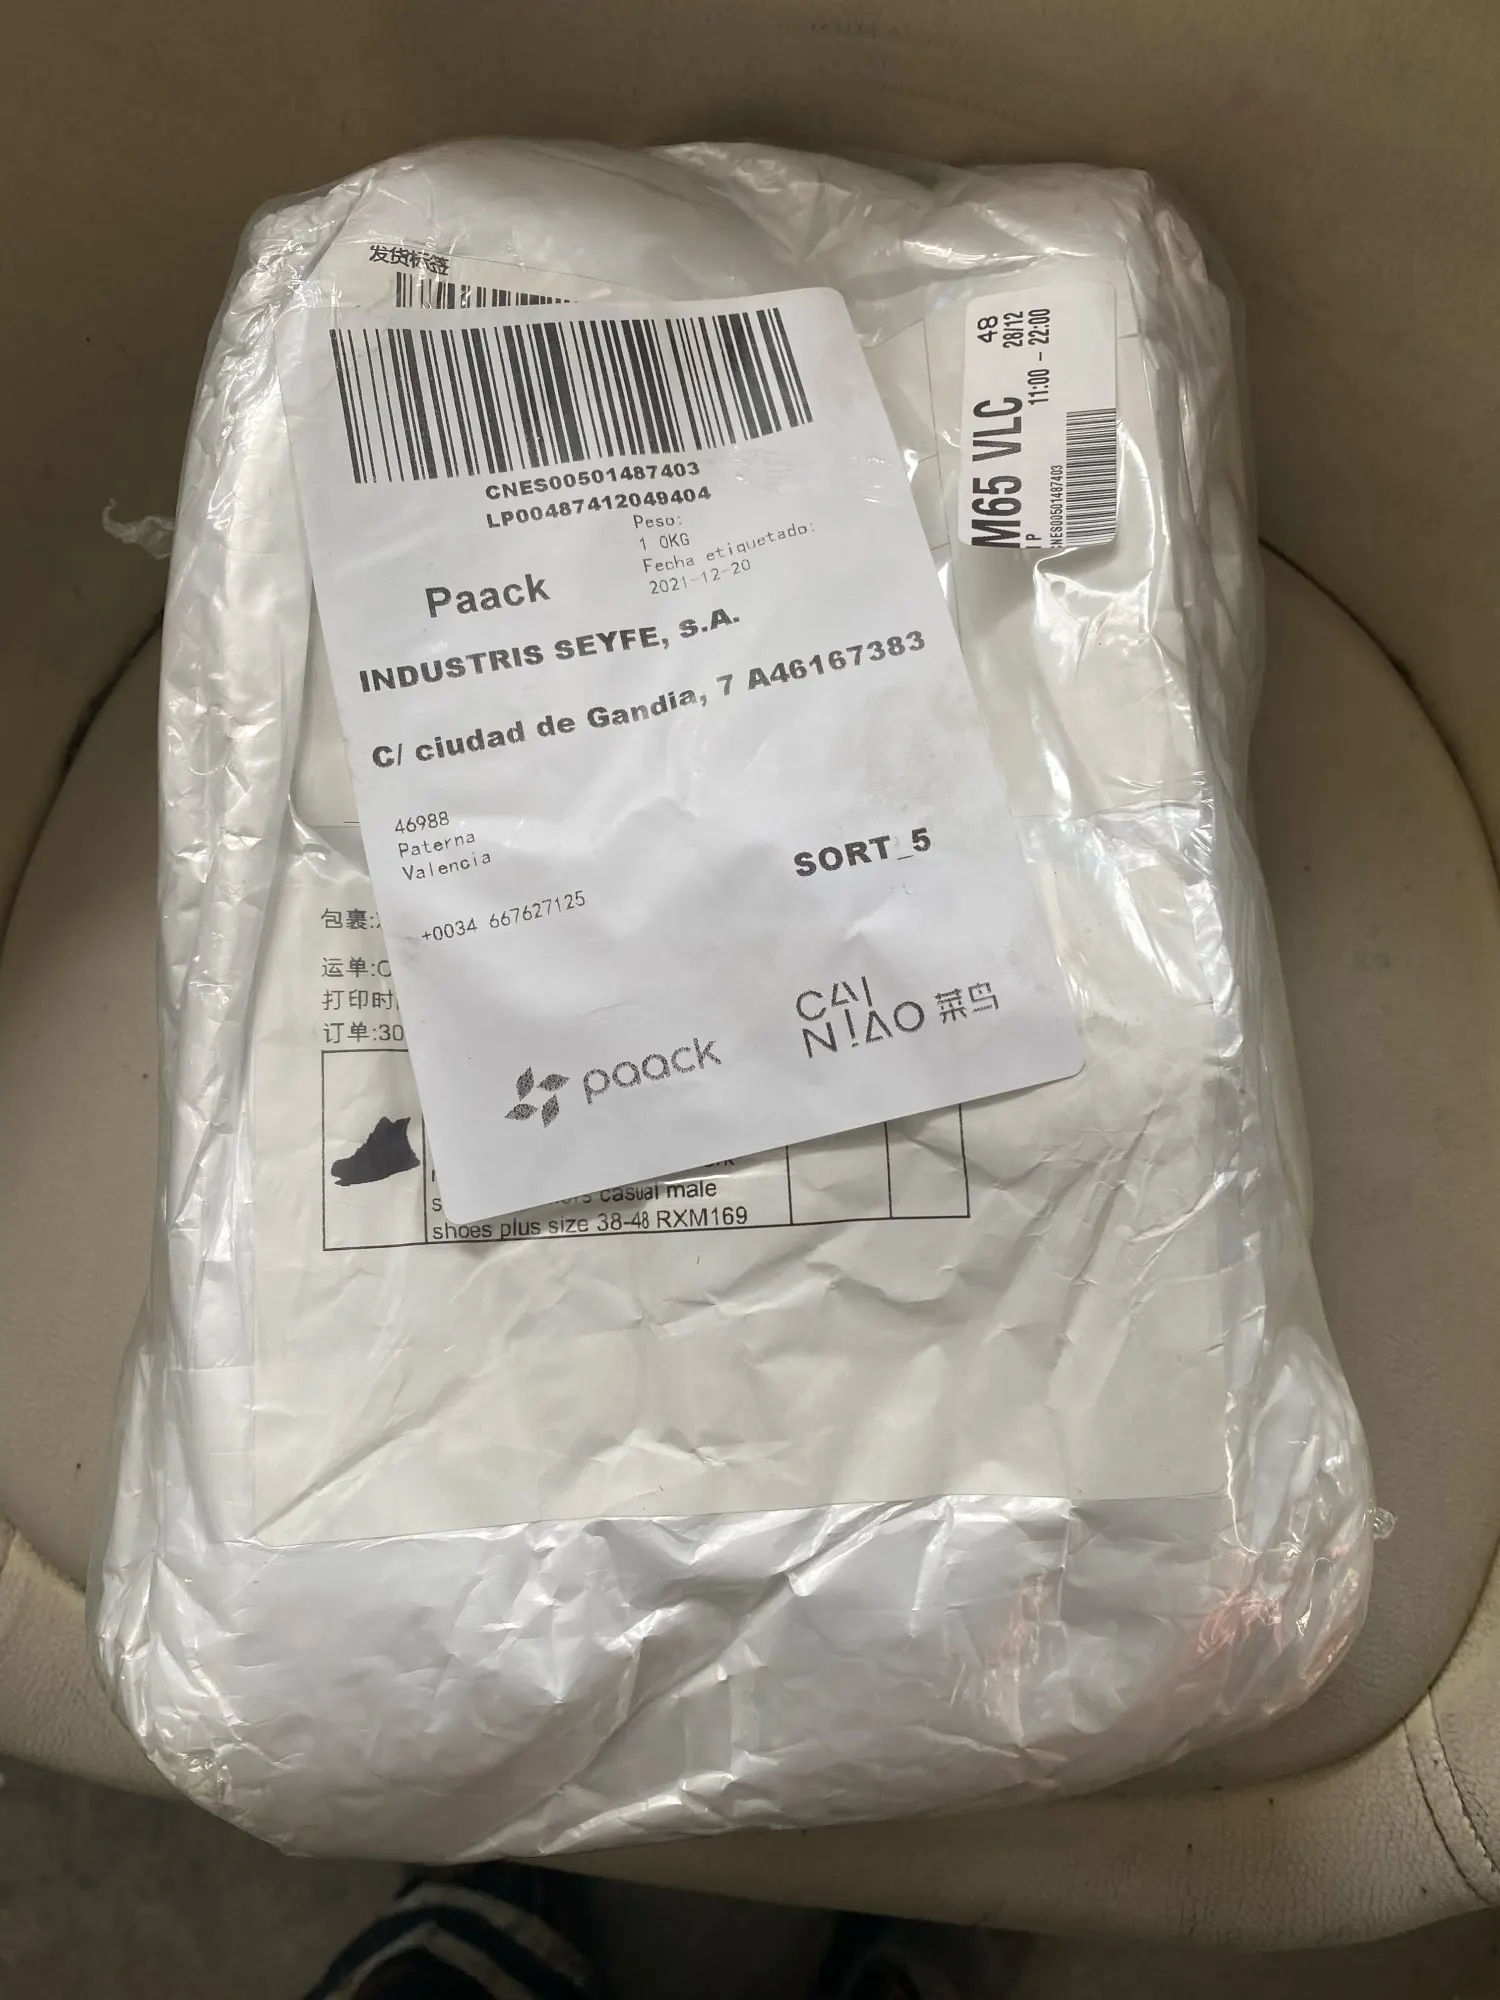 发货标签
CNES00501487403
LP00487412049404
Peso:
1 0KG
Fecha etiquetado:
2021-12-20
Paack
INDUSTRIS SEYFE, S.A.
C/ ciudad de Gandia, 7 A46167383
46988
Paterna
Valencia
+0034 667627125
SORT_5
paack
CAI
NIAO 菜鸟
48
28/12
11:00 - 22:00
M65 VLC
1 P
NES00501487403
包裹:
运单:C
打印时
订单:30
casual male
shoes plus size 38-48 RXM169